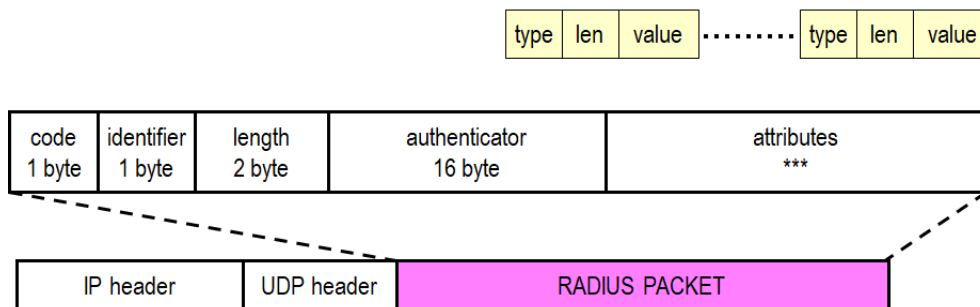 type len value type len value
code identifier length authenticator attributes
1 byte 1 byte 2 byte 16 byte ***
IP header UDP header RADIUS PACKET